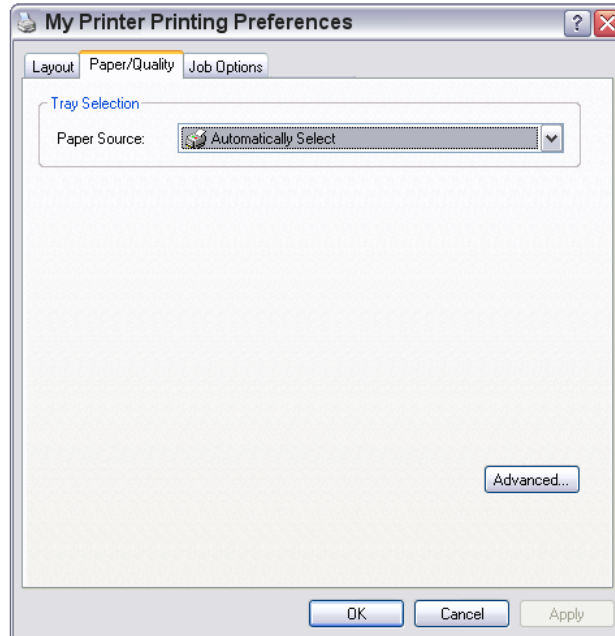 My Printer Printing Preferences
?
Layout Paper/Quality Job Options
Tray Selection
Paper Source: Automatically Select
Advanced...
OK Cancel Apply